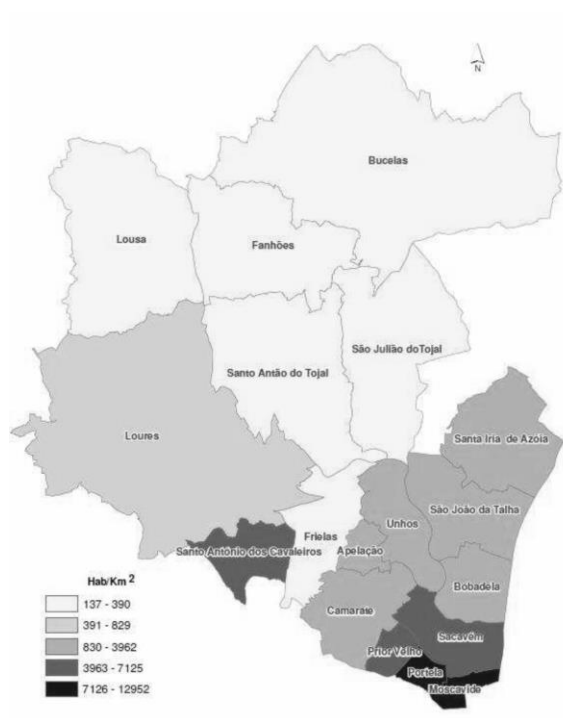 N
Bucelas
Lousa
Fanhões
São Julião doTojal
Santo Antão do Tojal
Loures
Santa Iria de Azóia
São João da Talha
Unhos
Frielas
Santo António dos Cavaleiros
Apelação
Bobadela
Camarate
Sacavém
Prior Velho
Portela
Moscavide
Hab/Km 2
137 - 390
391 - 829
830 - 3962
3963 - 7125
7126 - 12952